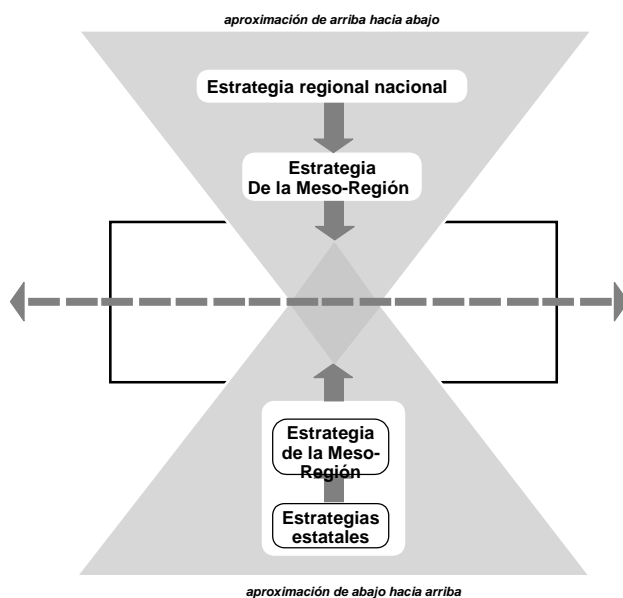 aproximación de arriba hacia abajo
Estrategia regional nacional
Estrategia
De la Meso-Región
Estrategia
de la Meso-
Región
Estrategias
estatales
aproximación de abajo hacia arriba